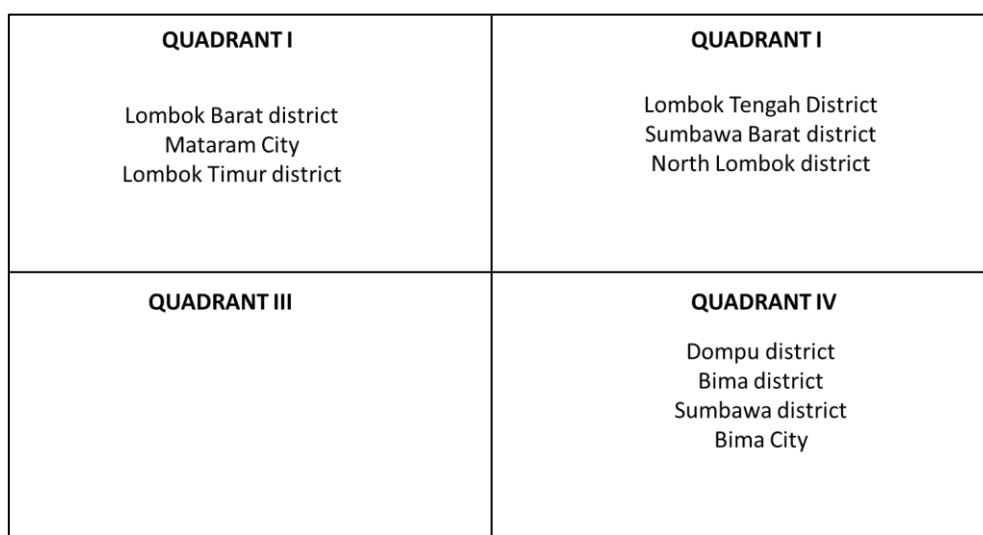 QUADRANT I
Lombok Barat district
Mataram City
Lombok Timur district
QUADRANT I
Lombok Tengah District
Sumbawa Barat district
North Lombok district
QUADRANT III
QUADRANT IV
Dompu district
Bima district
Sumbawa district
Bima City